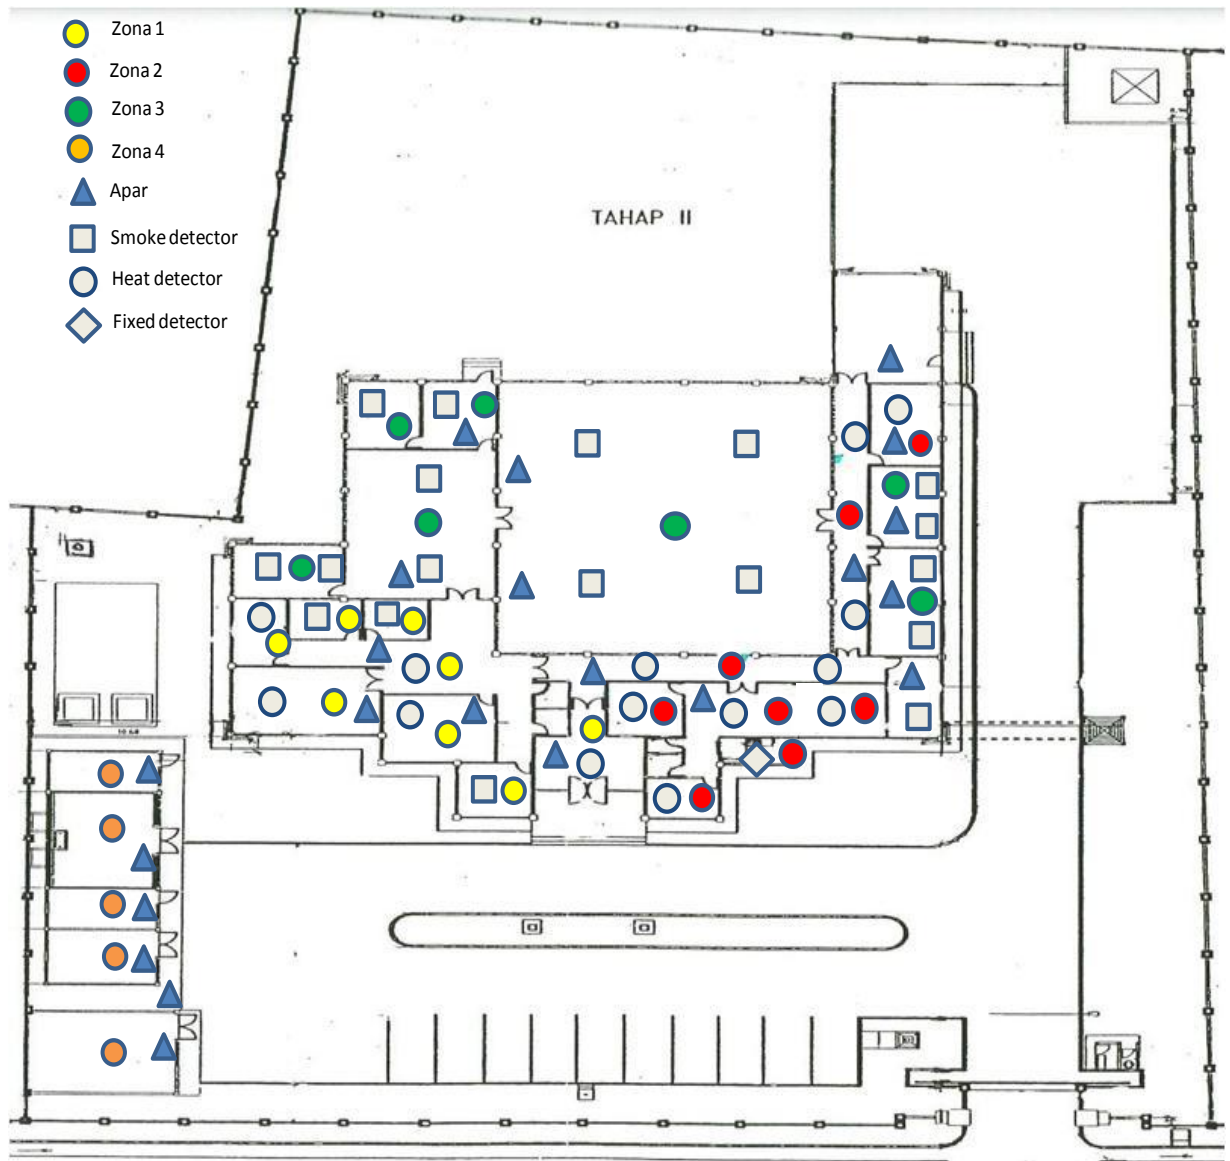 Zona 1
Zona 2
Zona 3
Zona 4
Apar
Smoke detector
Heat detector
Fixed detector
TAHAP II